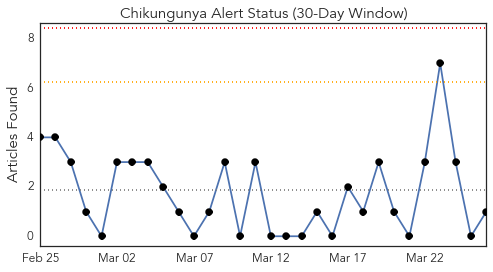 Chikungunya Alert Status (30-Day Window)
Articles Found
8
6
4
2
0
Feb 25 Mar 02 Mar 07 Mar 12 Mar 17 Mar 22